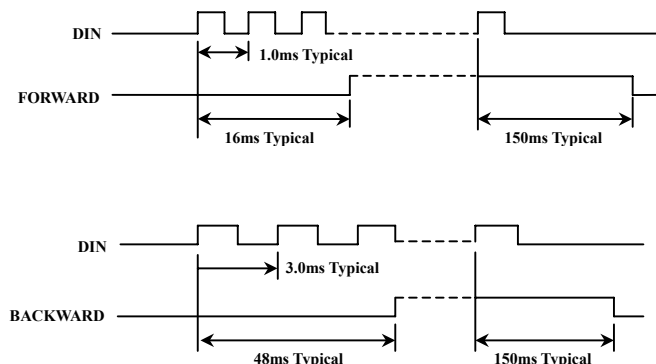 DIN
1.0ms Typical
FORWARD
16ms Typical
150ms Typical
DIN
3.0ms Typical
BACKWARD
48ms Typical
150ms Typical